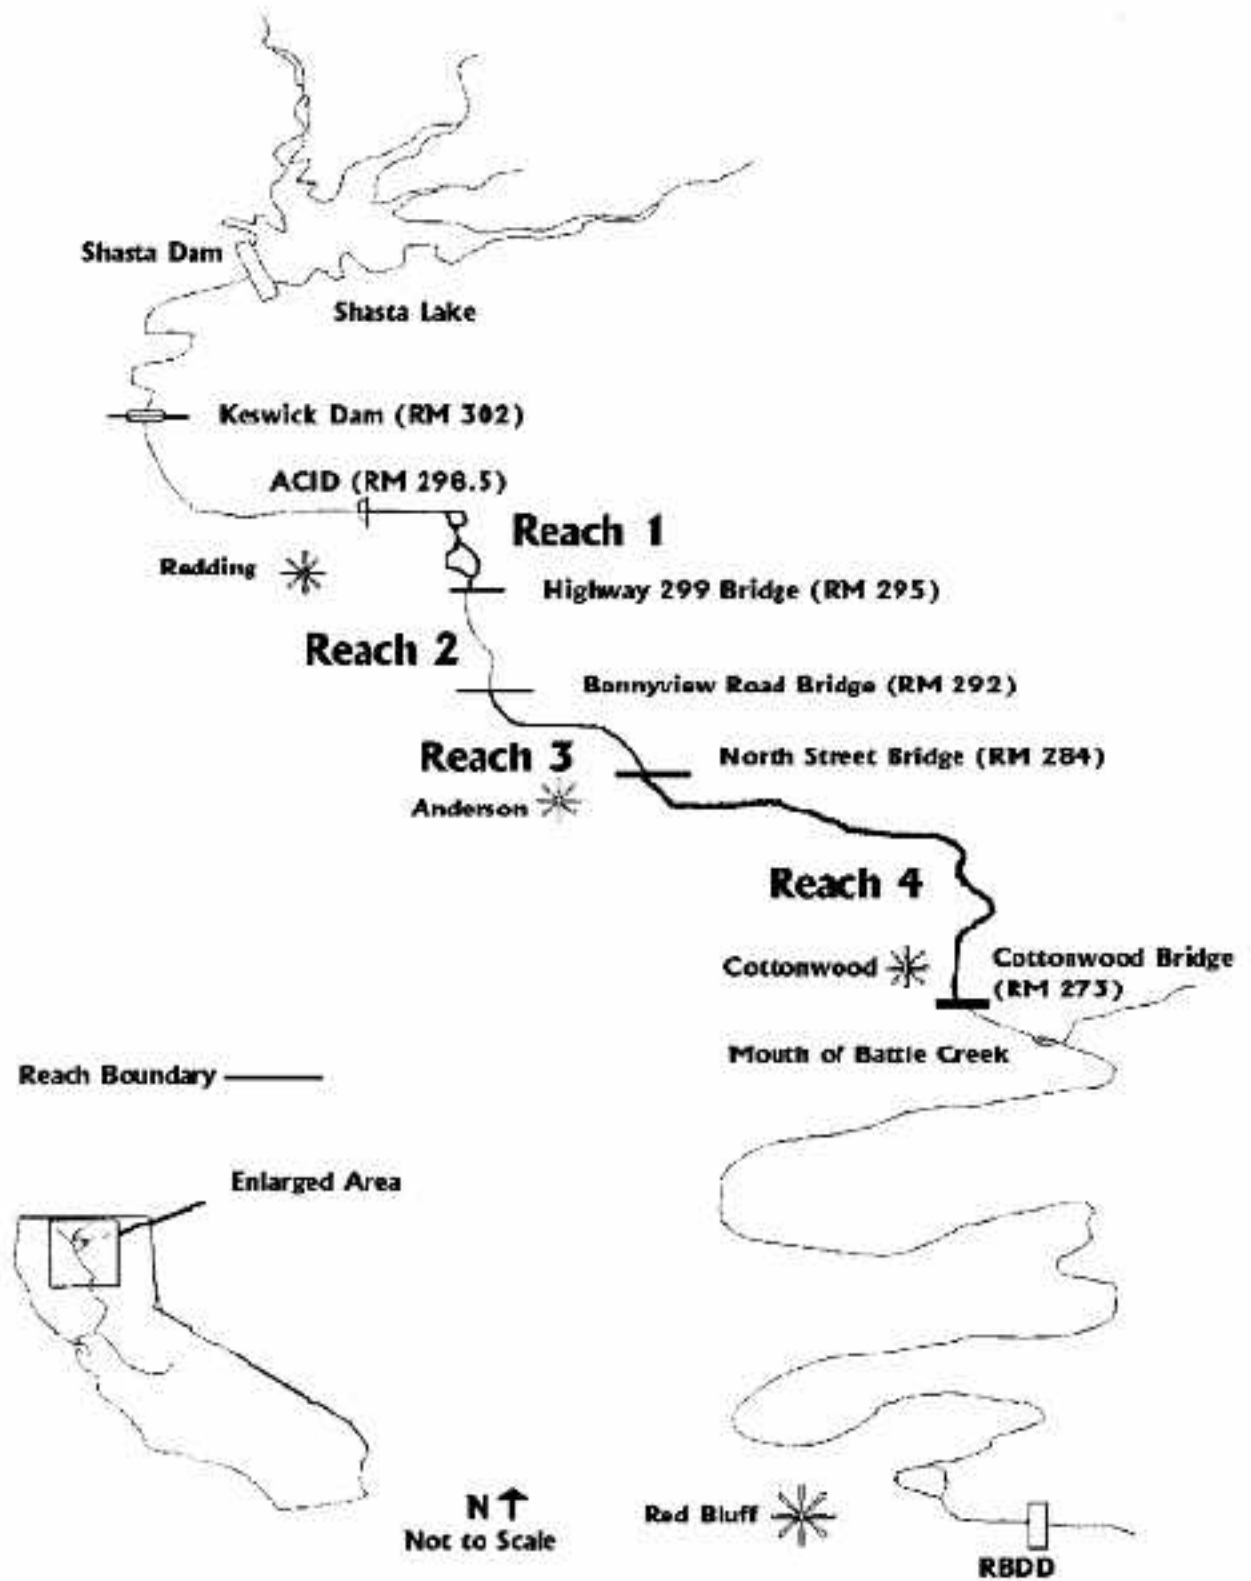 Shasta Dam
Shasta Lake
Keswick Dam (RM 302)
ACID (RM 298.5)
Reach 1
Redding
Highway 299 Bridge (RM 295)
Reach 2
Bonnyview Road Bridge (RM 292)
Reach 3
North Street Bridge (RM 284)
Anderson
Reach 4
Cottonwood
Cottonwood Bridge
(RM 273)
Mouth of Battle Creek
Reach Boundary
Enlarged Area
N
Not to Scale
Red Bluff
RBDD